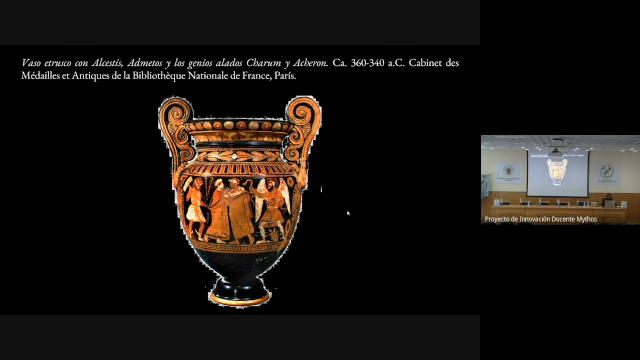 Vaso etrusco con Alcestis, Admetos y los genios alados Charum y Acheron. Ca. 360-340 a.C. Cabinet des
Médailles et Antiques de la Bibliothèque Nationale de France, París.
Proyecto de Innovación Docente Mythos